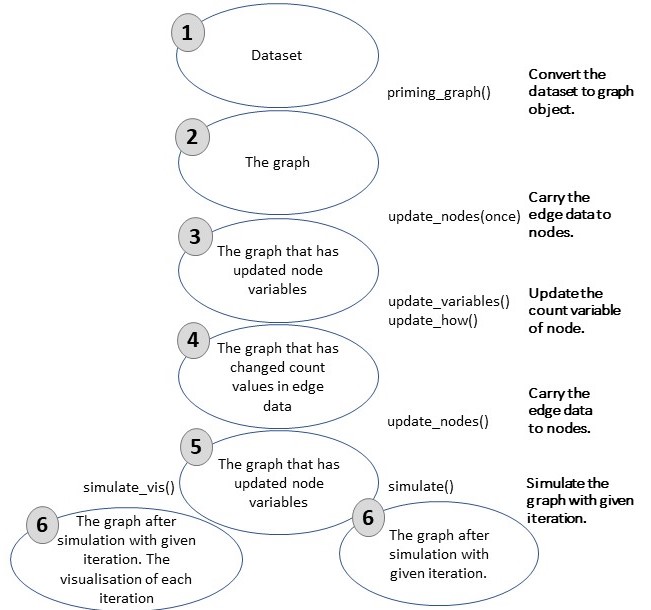 1
Dataset
priming_graph()
Convert the
dataset to graph
object.
2
The graph
update_nodes(once)
Carry the
edge data to
nodes.
3
The graph that has
updated node
variables
update_variables()
update_how()
Update the
count variable
of node.
4
The graph that has
changed count
values in edge
data
update_nodes()
Carry the
edge data
to nodes.
5
The graph that has
updated node
variables
simulate_vis()
simulate()
Simulate the
graph with given
iteration.
6
The graph after
simulation with given
iteration. The
visualisation of each
iteration
6
The graph after
simulation with
given iteration.